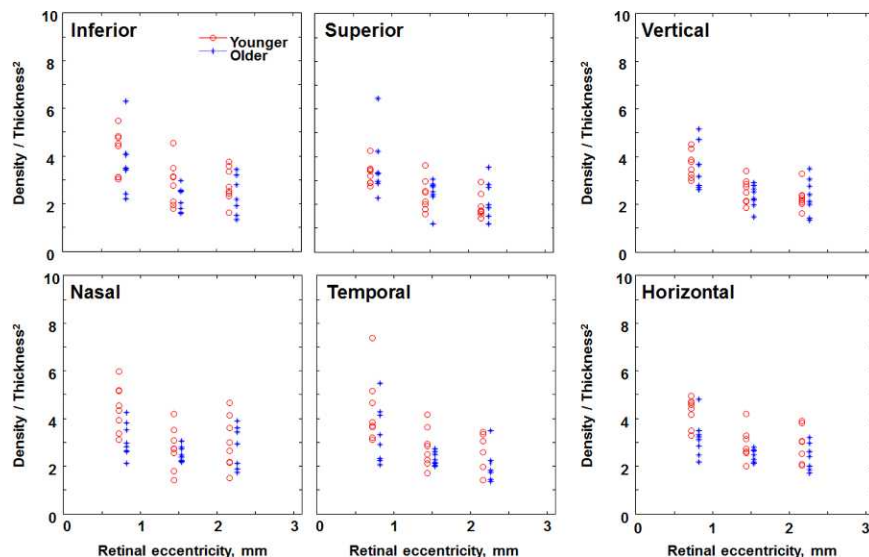 Inferior
Younger
Older
Superior
Vertical
Density / Thickness²
10
8
6
4
2
0
10
8
6
4
2
0
Nasal
Temporal
Horizontal
Density / Thickness²
10
8
6
4
2
0
10
8
6
4
2
0
0 1 2 3
0 1 2 3
0 1 2 3
Retinal eccentricity, mm
Retinal eccentricity, mm
Retinal eccentricity, mm
Density / Thickness²
Density / Thickness²